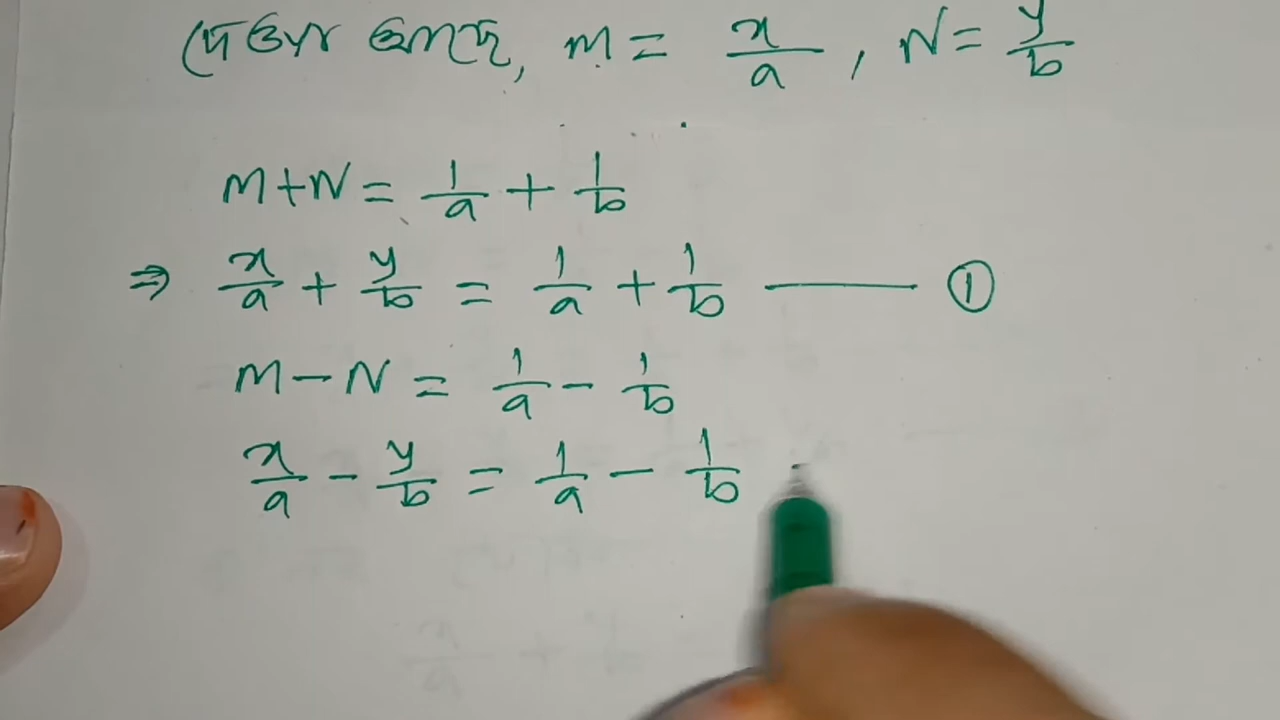 দেওয়া আছে, M = x/a, N = y/b
M+N = 1/a + 1/b
⇒ x/a + y/b = 1/a + 1/b —— ①
M-N = 1/a - 1/b
x/a - y/b = 1/a - 1/b